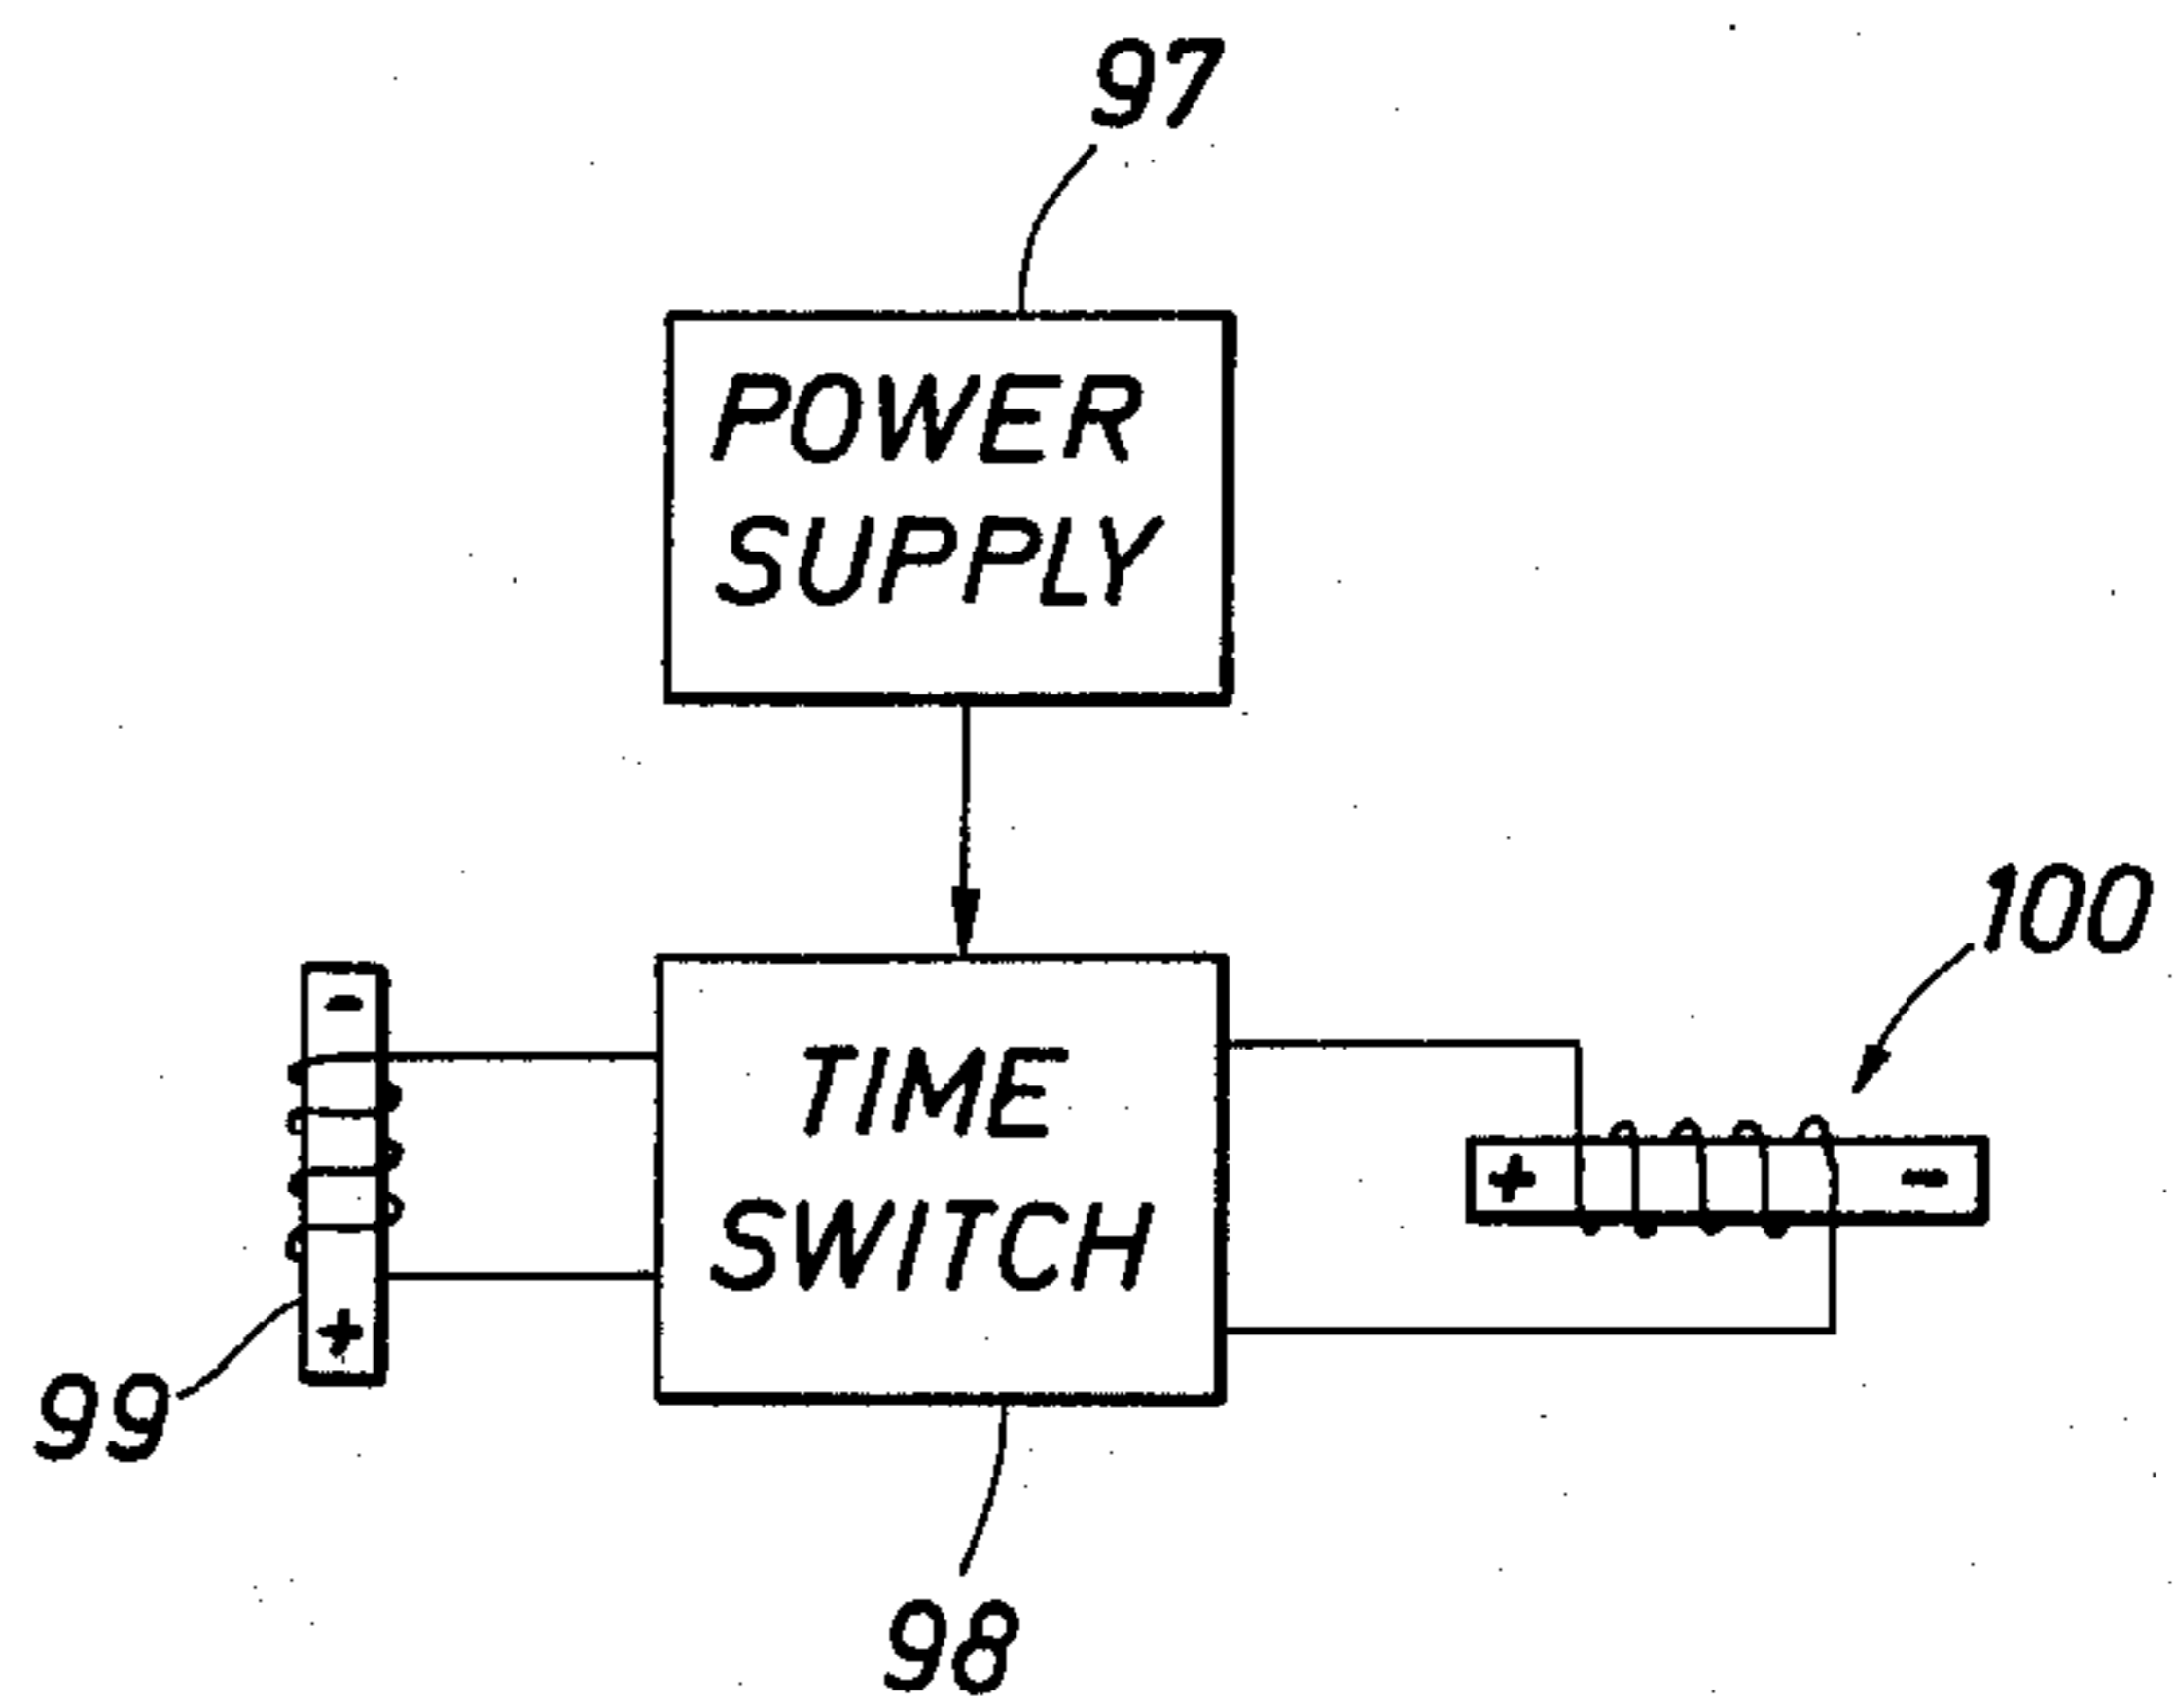 97
POWER
SUPPLY
100
-
TIME
+ -
SWITCH
+
99
98